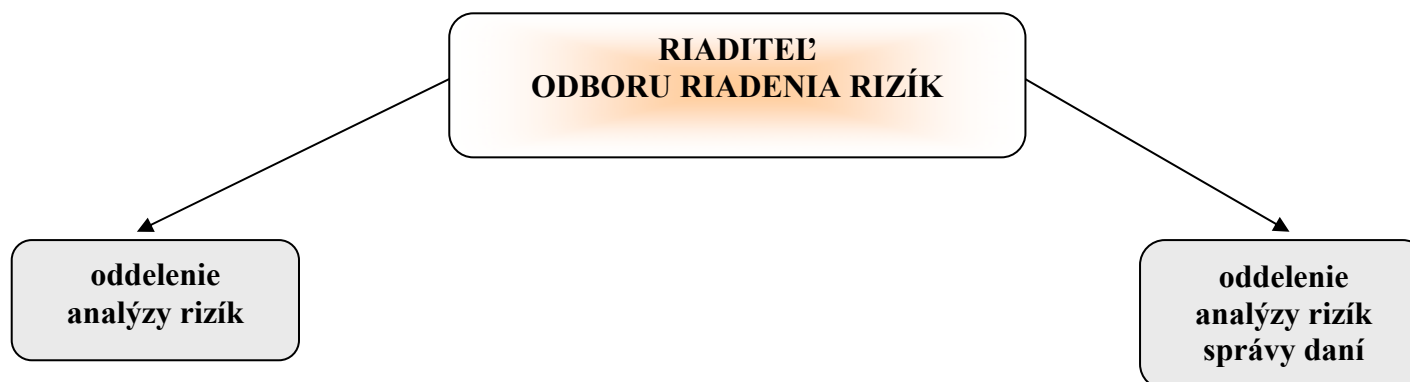 RIADITEĽ
ODBORU RIADENIA RIZÍK
oddelenie
analýzy rizík
oddelenie
analýzy rizík
správy daní